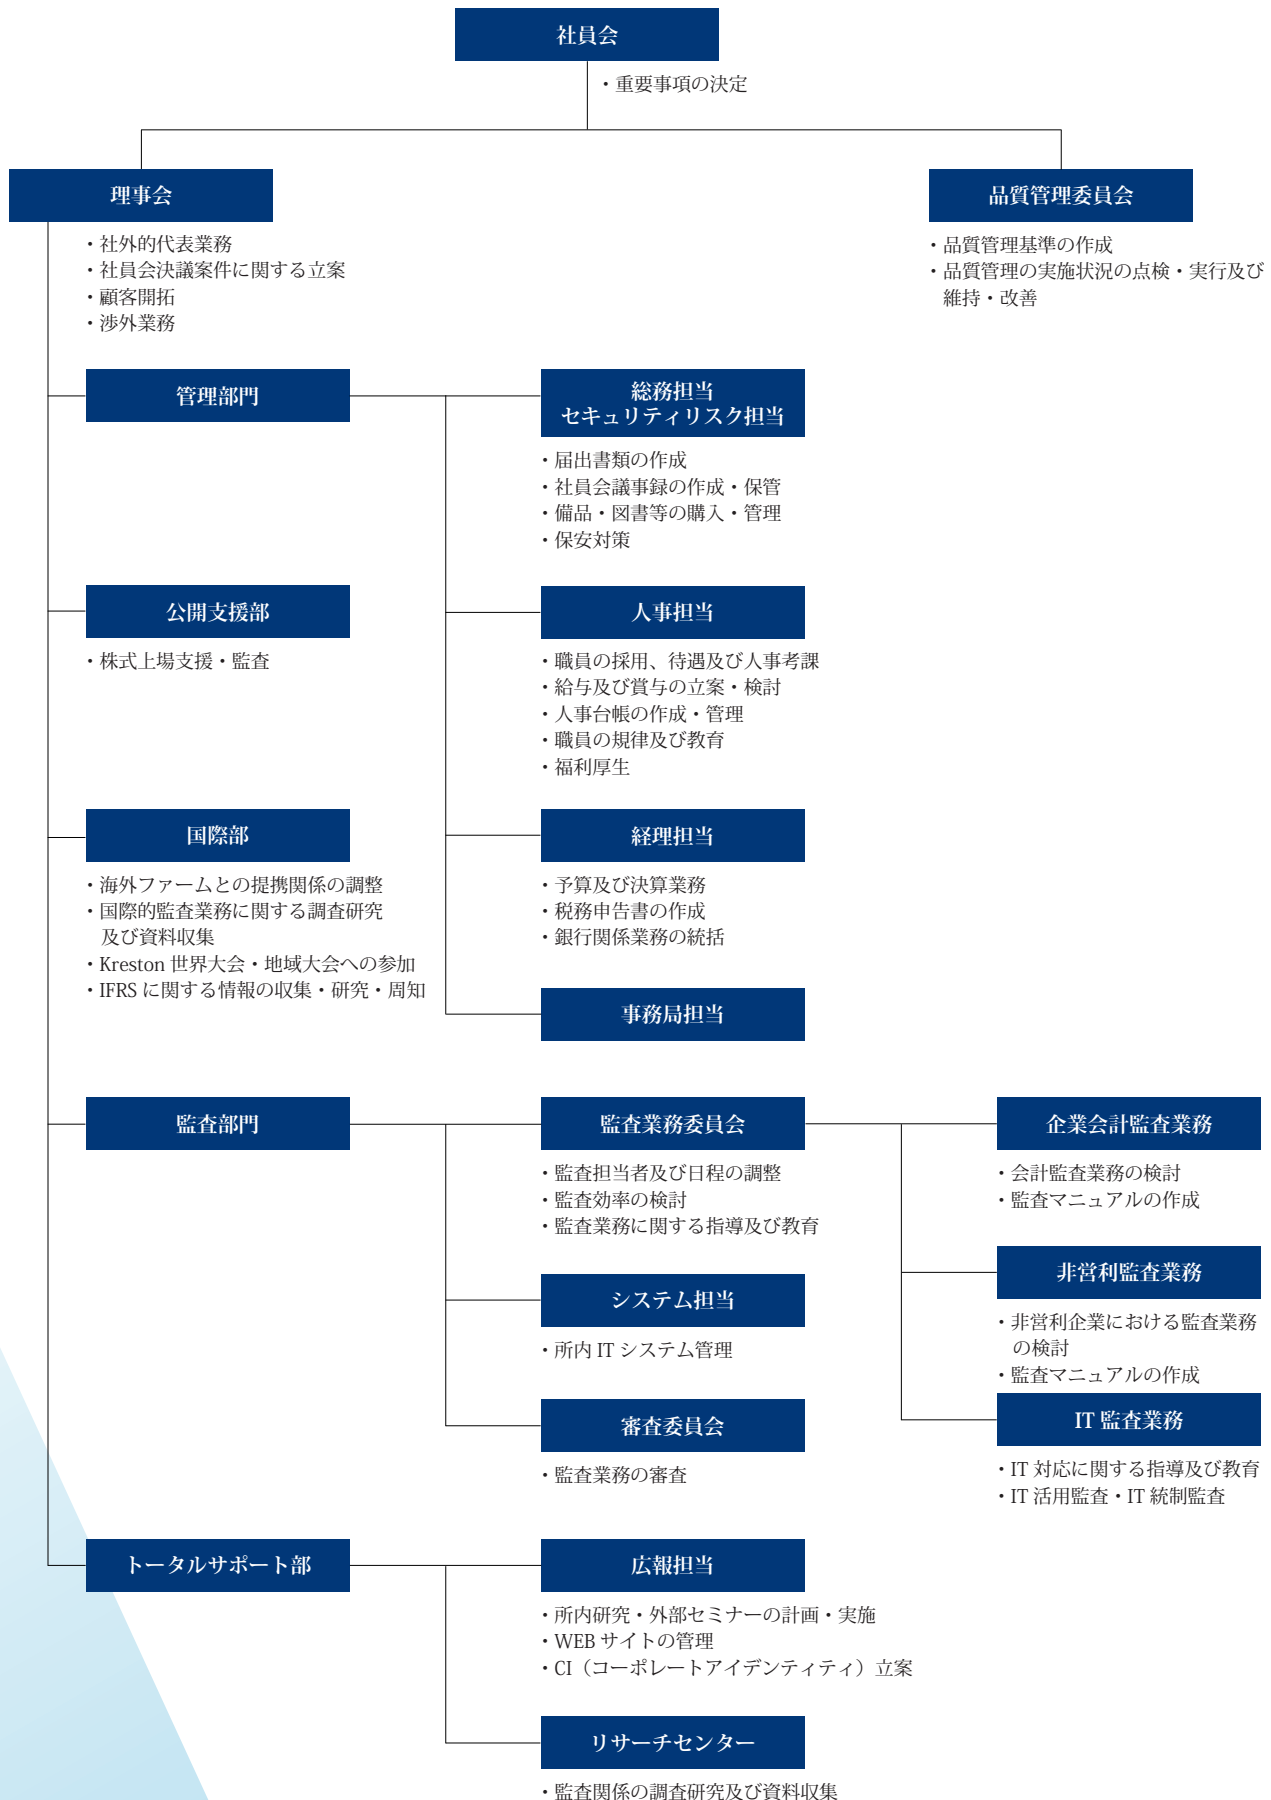 社員会
・重要事項の決定
理事会
・社外的代表業務
・社員会決議案件に関する立案
・顧客開拓
・渉外業務
品質管理委員会
・品質管理基準の作成
・品質管理の実施状況の点検・実行及び
維持・改善
管理部門
総務担当
セキュリティリスク担当
・届出書類の作成
・社員会議事録の作成・保管
・備品・図書等の購入・管理
・保安対策
公開支援部
・株式上場支援・監査
人事担当
・職員の採用、待遇及び人事考課
・給与及び賞与の立案・検討
・人事台帳の作成・管理
・職員の規律及び教育
・福利厚生
国際部
・海外ファームとの提携関係の調整
・国際的監査業務に関する調査研究
及び資料収集
・Kreston 世界大会・地域大会への参加
・IFRS に関する情報の収集・研究・周知
経理担当
・予算及び決算業務
・税務申告書の作成
・銀行関係業務の統括
事務局担当
監査部門
監査業務委員会
・監査担当者及び日程の調整
・監査効率の検討
・監査業務に関する指導及び教育
企業会計監査業務
・会計監査業務の検討
・監査マニュアルの作成
非営利監査業務
・非営利企業における監査業務
の検討
・監査マニュアルの作成
システム担当
・所内 IT システム管理
IT 監査業務
・IT 対応に関する指導及び教育
・IT 活用監査・IT 統制監査
審査委員会
・監査業務の審査
トータルサポート部
広報担当
・所内研究・外部セミナーの計画・実施
・WEB サイトの管理
・CI（コーポレートアイデンティティ）立案
リサーチセンター
・監査関係の調査研究及び資料収集